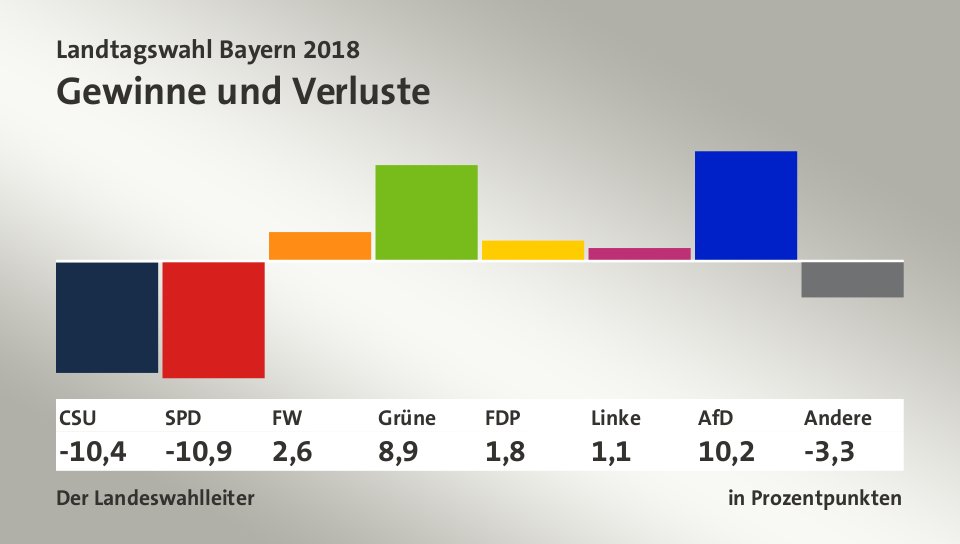 Landtagswahl Bayern 2018
Gewinne und Verluste
CSU SPD FW Grüne FDP Linke AfD Andere
-10,4 -10,9 2,6 8,9 1,8 1,1 10,2 -3,3
Der Landeswahlleiter in Prozentpunkten